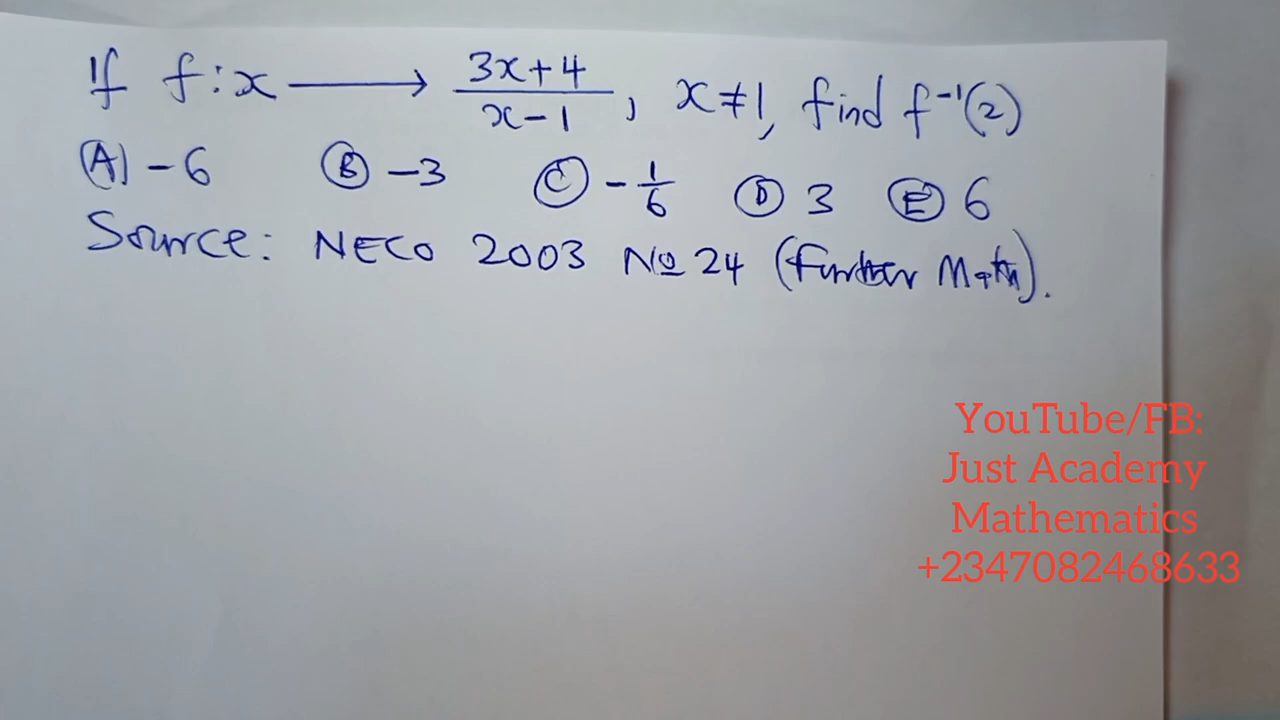 If f:x ⟶ (3x+4)/(x-1), x≠1, find f⁻¹(2)
(A) -6 (B) -3 (C) -1/6 (D) 3 (E) 6
Source: NECO 2003 No 24 (Further Math).
YouTube/FB:
Just Academy
Mathematics
+2347082468633